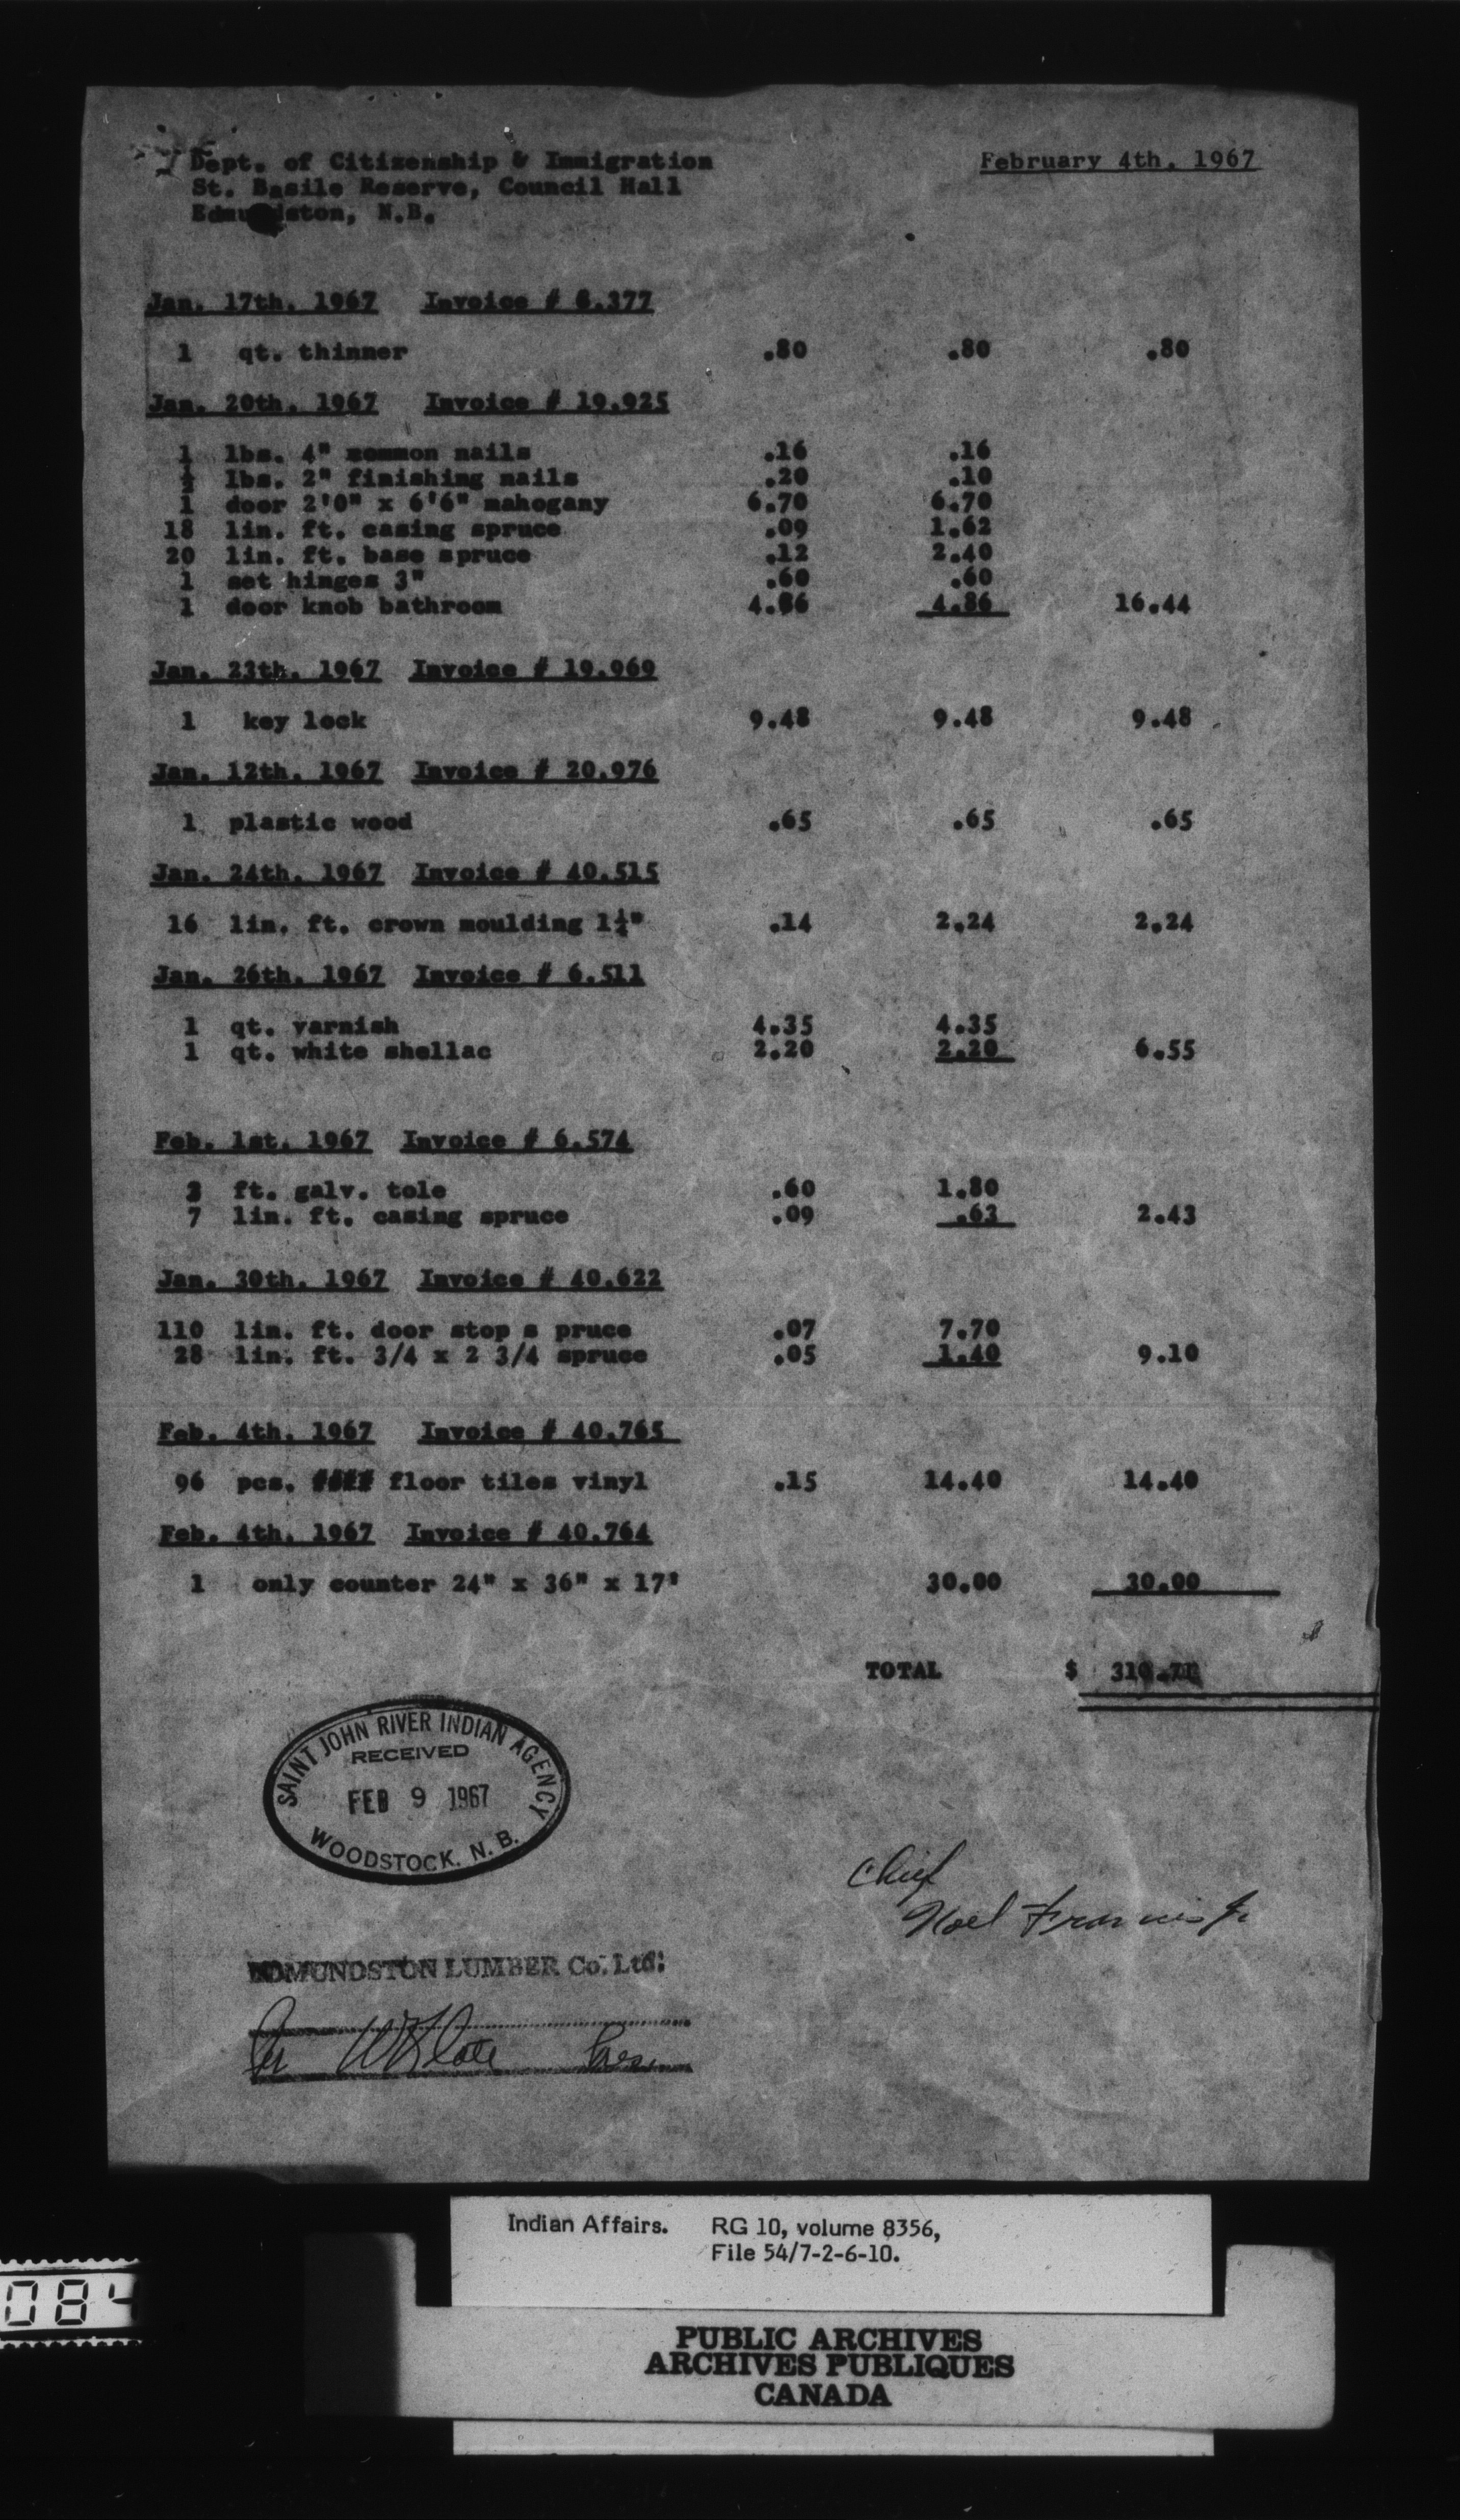 Dept. of Citizenship & Immigration February 4th, 1967
St. Basile Reserve, Council Hall
Edmundston, N.B.
Jan. 17th, 1967 Invoice # 6.377
1 qt. thinner .80 .80 .80
Jan. 20th, 1967 Invoice # 19.925
1 lbs. 4" common nails .16 .16
½ lbs. 2" finishing nails .20 .10
1 door 2'0" x 6'6" mahogany 6.70 6.70
18 lin. ft. casing spruce .09 1.62
20 lin. ft. base spruce .12 2.40
1 set hinges 3" .60 .60
1 door knob bathroom 4.86 4.86 16.44
Jan. 23th, 1967 Invoice # 19.969
1 key lock 9.48 9.48 9.48
Jan. 12th, 1967 Invoice # 20.976
1 plastic wood .65 .65 .65
Jan. 24th, 1967 Invoice # 40.515
16 lin. ft. crown moulding 1¼" .14 2.24 2.24
Jan. 26th, 1967 Invoice # 6.511
1 qt. varnish 4.35 4.35
1 qt. white shellac 2.20 2.20 6.55
Feb. 1st, 1967 Invoice # 6.574
3 ft. galv. tole .60 1.80
7 lin. ft. casing spruce .09 .63 2.43
Jan. 30th, 1967 Invoice # 40.622
110 lin. ft. door stop s pruce .07 7.70
28 lin. ft. 3/4 x 2 3/4 spruce .05 1.40 9.10
Feb. 4th, 1967 Invoice # 40.765
96 pcs. #### floor tiles vinyl .15 14.40 14.40
Feb. 4th, 1967 Invoice # 40.764
1 only counter 24" x 36" x 17' 30.00 30.00
TOTAL $
SAINT JOHN RIVER INDIAN AGENCY
RECEIVED
FEB 9 1967
WOODSTOCK, N. B.
Chief
Noel Francis Jr
EDMUNDSTON LUMBER Co. Ltd.
Per Pres.
Indian Affairs. RG 10, volume 8356,
File 54/7-2-6-10.
084
PUBLIC ARCHIVES
ARCHIVES PUBLIQUES
CANADA